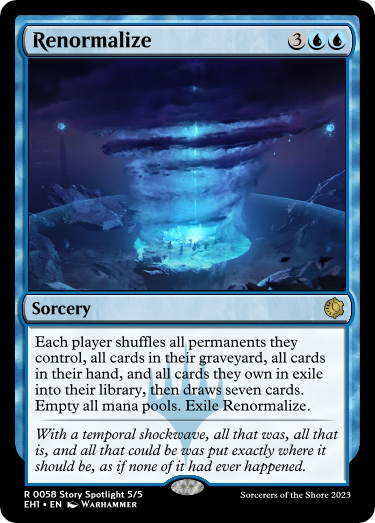 Renormalize 3
Sorcery
Each player shuffles all permanents they
control, all cards in their graveyard, all cards
in their hand, and all cards they own in exile
into their library, then draws seven cards.
Empty all mana pools. Exile Renormalize.
With a temporal shockwave, all that was, all that
is, and all that could be was put exactly where it
should be, as if none of it had ever happened.
R 0058 Story Spotlight 5/5
Sorcerers of the Shore 2023
EH1 • EN Warhammer